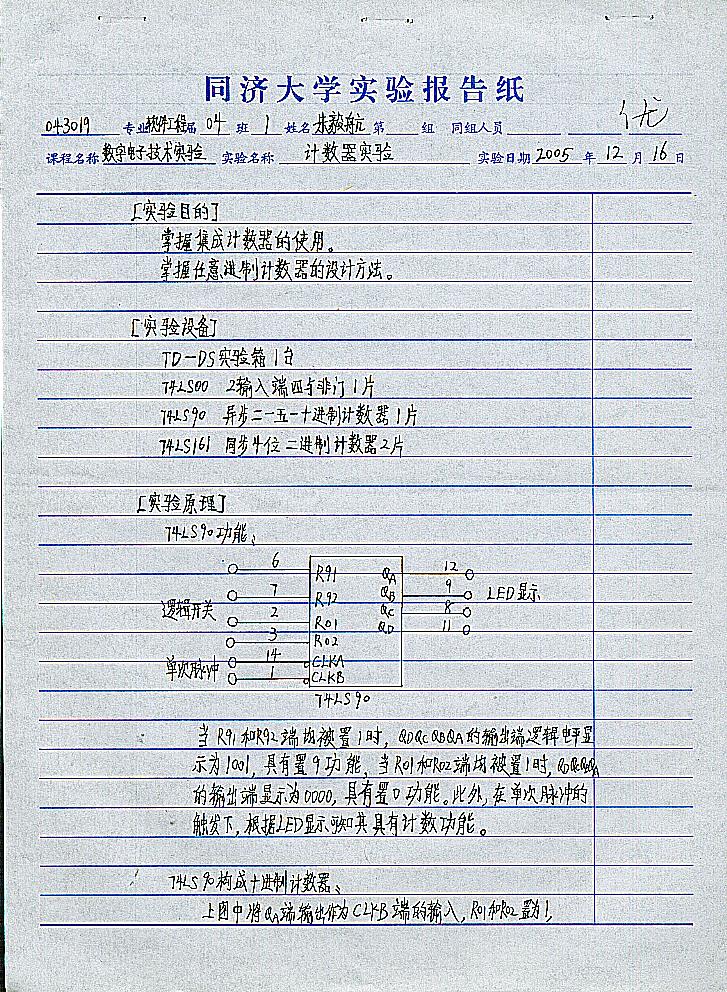 同济大学实验报告纸
优
043019 专业软件工程届 04 班 1 姓名 朱毅航 第 组 同组人员
课程名称 数字电子技术实验 实验名称 计数器实验 实验日期 2005 年 12 月 16 日
[实验目的]
掌握集成计数器的使用。
掌握任意进制计数器的设计方法。
[实验设备]
TD-DS实验箱 1台
74LS00 2输入端四与非门 1片
74LS90 异步二-五-十进制计数器 1片
74LS161 同步4位二进制计数器 2片
[实验原理]
74LS90功能、
6 R91 QA 12
7 R92 QB 9 LED显示
逻辑开关 2 R01 QC 8
3 R02 QD 11
单次脉冲 14 CLKA
1 CLKB
74LS90
当R91和R92端均被置1时，QDQCQBQA的输出端逻辑电平显
示为1001，具有置9功能，当R01和R02端均被置1时，QDQCQBQA
的输出端显示为0000，具有置0功能。此外，在单次脉冲的
触发下，根据LED显示可知其具有计数功能。
74LS90构成十进制计数器、
上图中将QA端输出作为CLKB端的输入，R01和R02置为1，